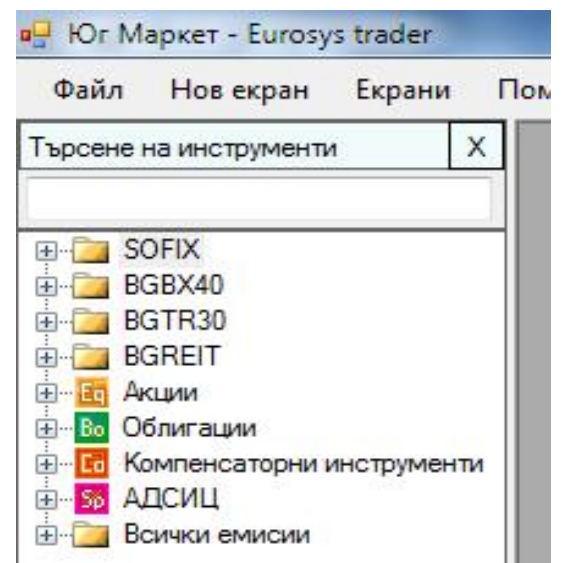 Юг Маркет - Eurosys trader
Файл Нов екран Екрани
Търсене на инструменти X
SOFIX
BGBX40
BGTR30
BGREIT
Eq Акции
Bo Облигации
Cd Компенсаторни инструменти
Sp АДСИЦ
Всички емисии